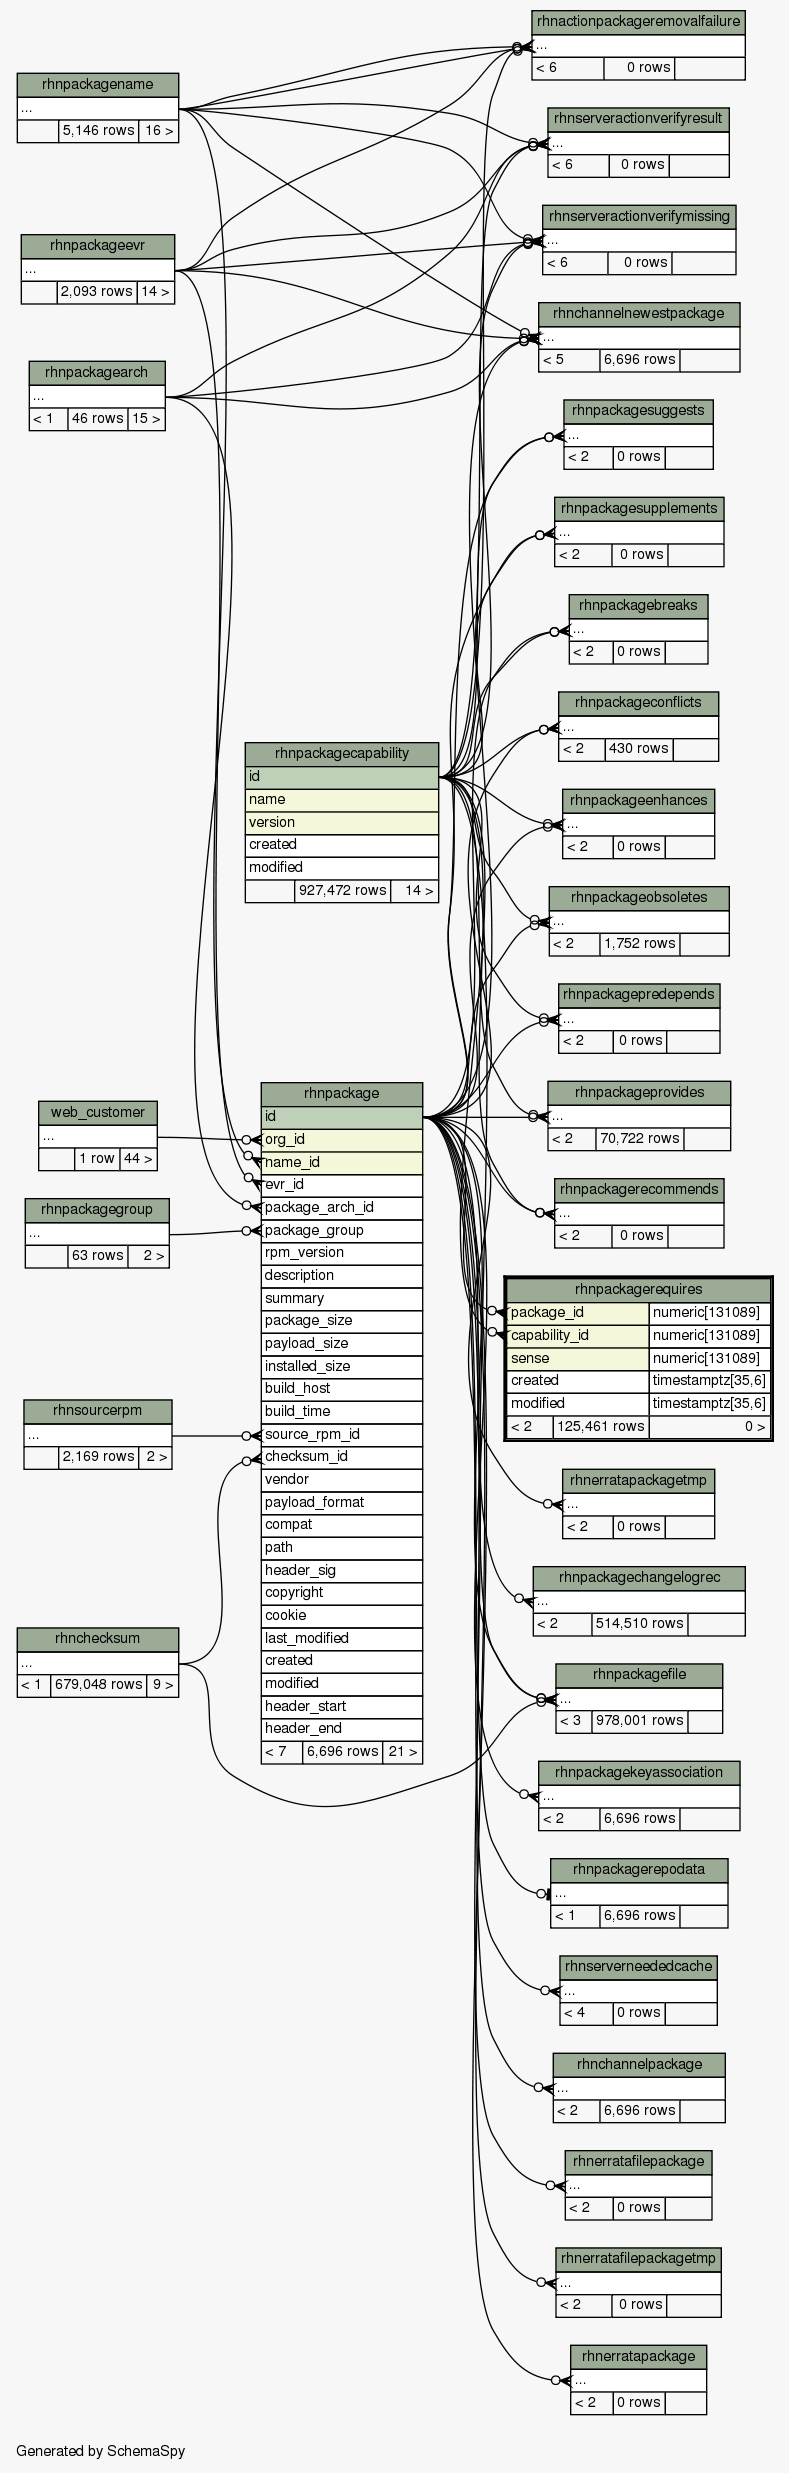 rhnactionpackageremovalfailure
...
< 6 0 rows
rhnpackagename
...
5,146 rows 16 >
rhnserveractionverifyresult
...
< 6 0 rows
rhnserveractionverifymissing
...
< 6 0 rows
rhnpackageevr
...
2,093 rows 14 >
rhnchannelnewestpackage
...
< 5 6,696 rows
rhnpackagearch
...
< 1 46 rows 15 >
rhnpackagesuggests
...
< 2 0 rows
rhnpackagesupplements
...
< 2 0 rows
rhnpackagebreaks
...
< 2 0 rows
rhnpackageconflicts
...
< 2 430 rows
rhnpackagecapability
id
name
version
created
modified
927,472 rows 14 >
rhnpackageenhances
...
< 2 0 rows
rhnpackageobsoletes
...
< 2 1,752 rows
rhnpackagepredepends
...
< 2 0 rows
rhnpackageprovides
...
< 2 70,722 rows
rhnpackagerecommends
...
< 2 0 rows
rhnpackage
id
org_id
name_id
evr_id
package_arch_id
package_group
rpm_version
description
summary
package_size
payload_size
installed_size
build_host
build_time
source_rpm_id
checksum_id
vendor
payload_format
compat
path
header_sig
copyright
cookie
last_modified
created
modified
header_start
header_end
< 7 6,696 rows 21 >
web_customer
...
1 row 44 >
rhnpackagegroup
...
63 rows 2 >
rhnsourcerpm
...
2,169 rows 2 >
rhnchecksum
...
< 1 679,048 rows 9 >
rhnpackagerequires
package_id numeric[131089]
capability_id numeric[131089]
sense numeric[131089]
created timestamptz[35,6]
modified timestamptz[35,6]
< 2 125,461 rows 0 >
rhnerratapackagetmp
...
< 2 0 rows
rhnpackagechangelogrec
...
< 2 514,510 rows
rhnpackagefile
...
< 3 978,001 rows
rhnpackagekeyassociation
...
< 2 6,696 rows
rhnpackagerepodata
...
< 1 6,696 rows
rhnserverneededcache
...
< 4 0 rows
rhnchannelpackage
...
< 2 6,696 rows
rhnerratafilepackage
...
< 2 0 rows
rhnerratafilepackagetmp
...
< 2 0 rows
rhnerratapackage
...
< 2 0 rows
Generated by SchemaSpy